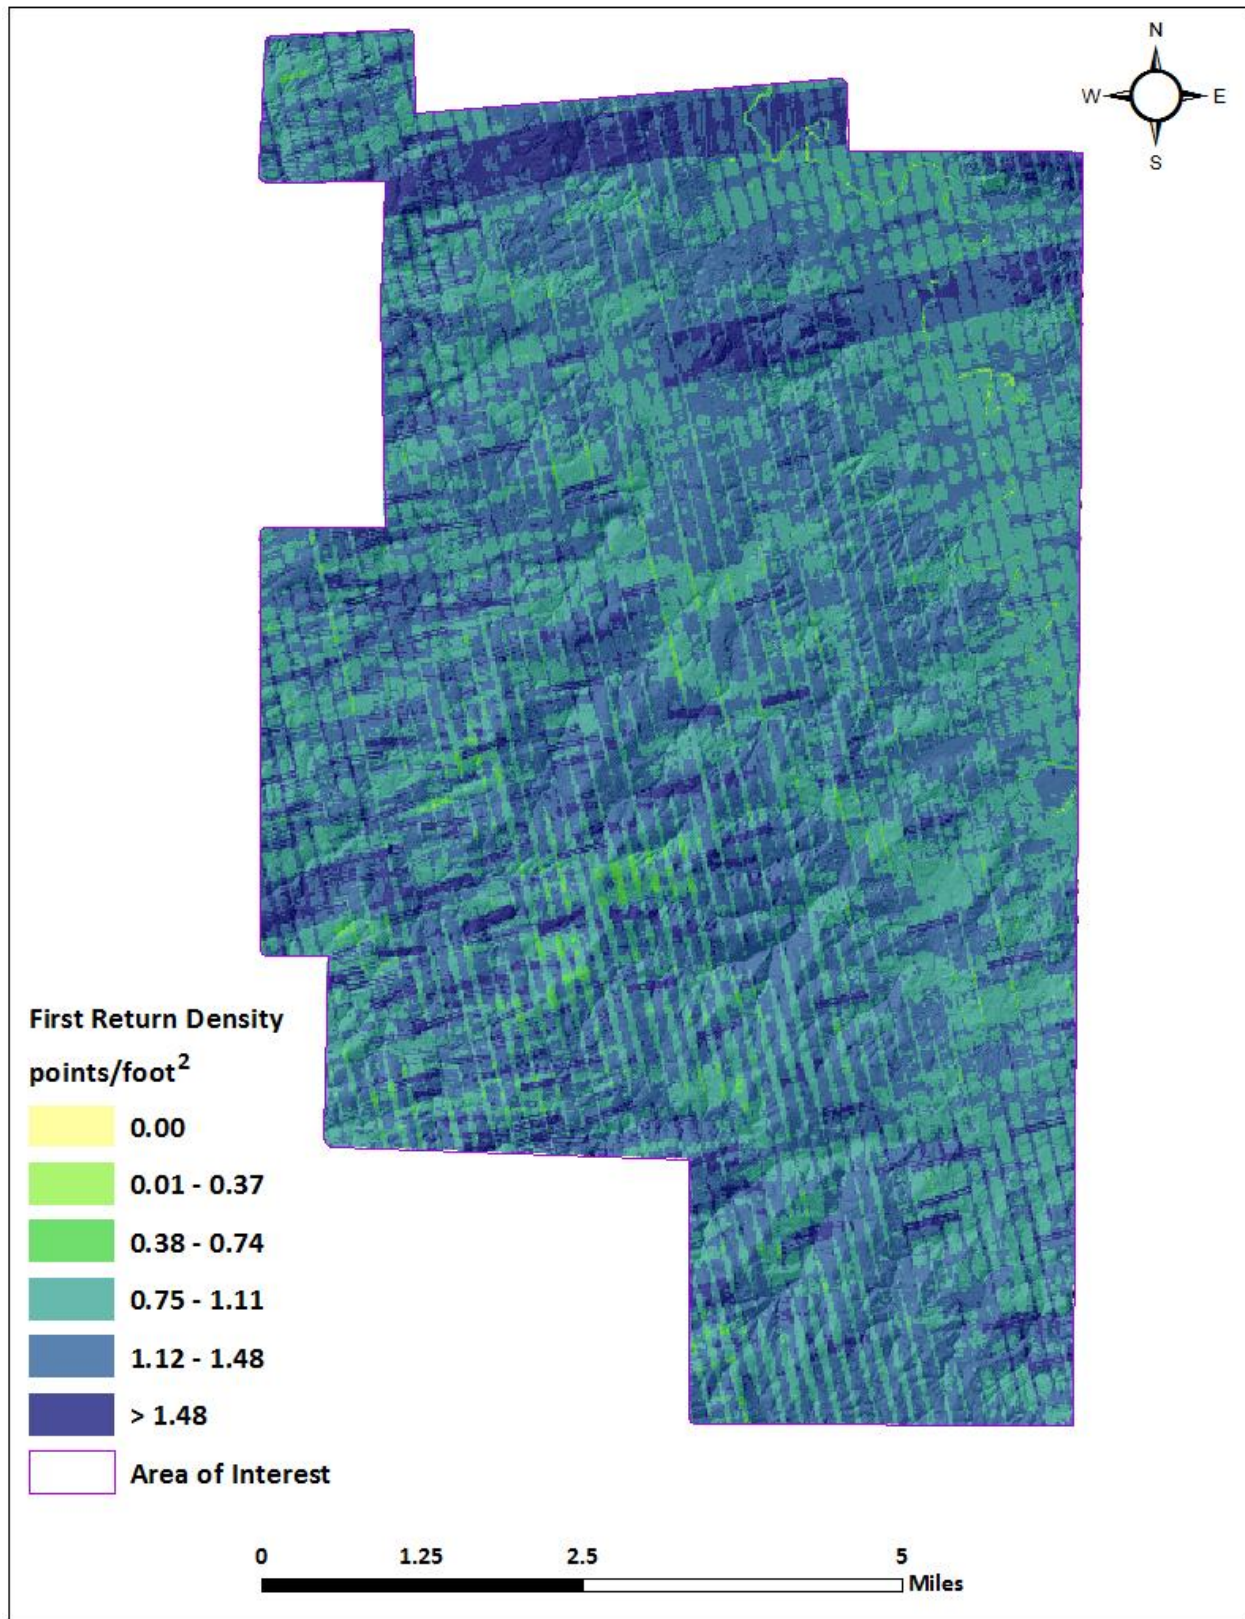 N
W E
S
First Return Density
points/foot²
0.00
0.01 - 0.37
0.38 - 0.74
0.75 - 1.11
1.12 - 1.48
> 1.48
Area of Interest
0 1.25 2.5 5
Miles